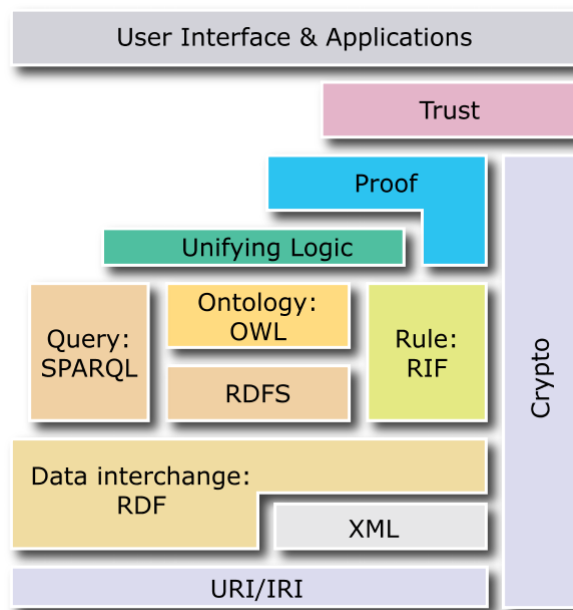 User Interface & Applications
Trust
Proof
Unifying Logic
Query:
SPARQL
Ontology:
OWL
RDFS
Rule:
RIF
Crypto
Data interchange:
RDF
XML
URI/IRI